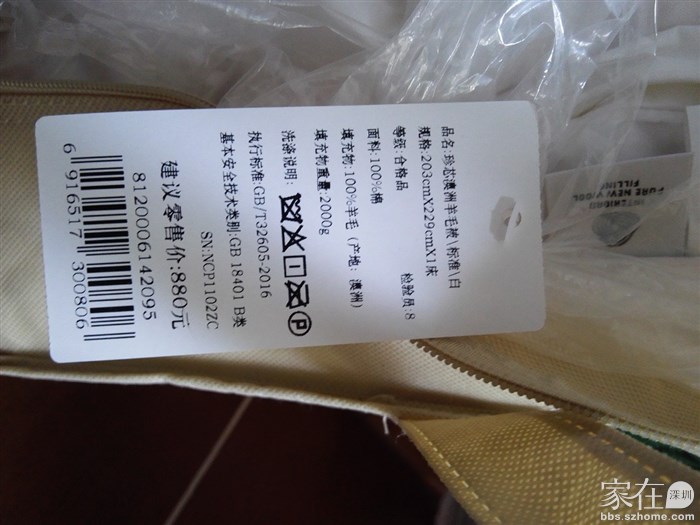 品名:珍芯澳洲羊毛被\标准\白
规格:203cmX229cmX1床
等级:合格品 检验员:8
面料:100%棉
填充物:100%羊毛 (产地: 澳洲)
填充物重量:2000g
洗涤说明:
P
执行标准:GB/T32605-2016
基本安全技术类别:GB 18401 B类
SN:NCP1102ZC
建议零售价:880元
8120006142095
6 916517 300806
INTERIOR
PURE NEW WOOL
FILLING
家在深圳
bbs.szhome.com